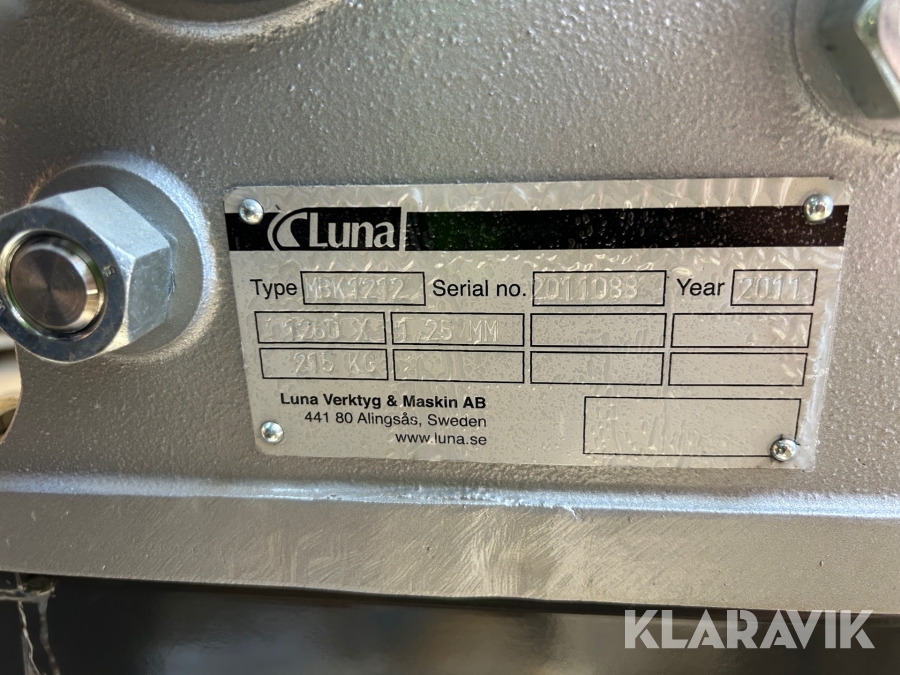 Luna
Type MBK1212 Serial no. 2011088 Year 2011
1260 X 1.25 MM
215 KG
Luna Verktyg & Maskin AB
441 80 Alingsås, Sweden
www.luna.se
KLARAVIK